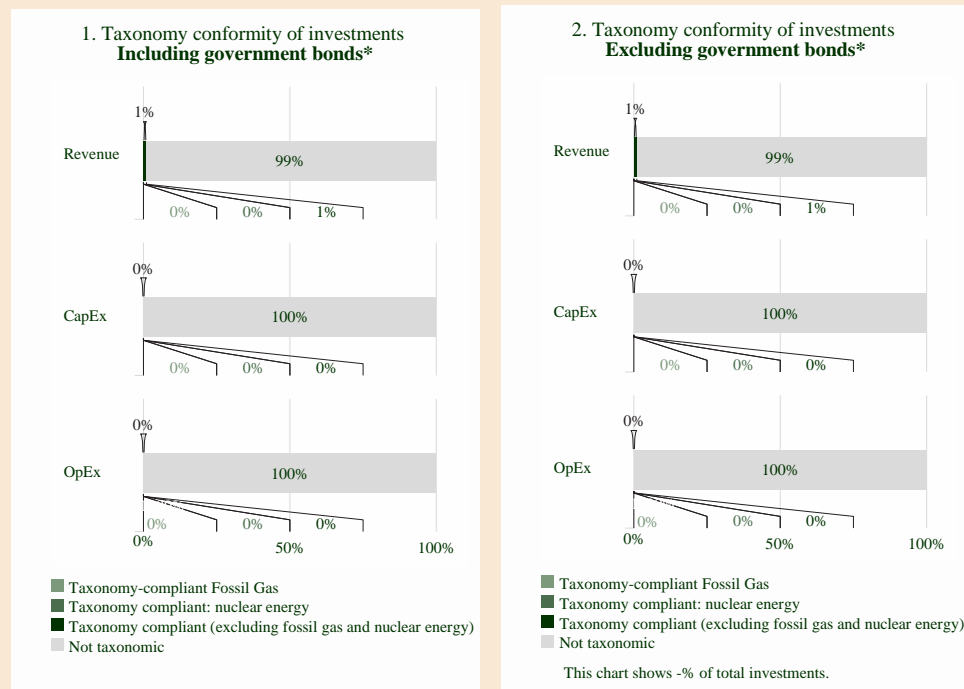 1. Taxonomy conformity of investments
Including government bonds*
1%
Revenue
99%
0%
0%
1%
0%
CapEx
100%
0%
0%
0%
0%
OpEx
100%
0%
0%
0%
0%
50%
100%
Taxonomy-compliant Fossil Gas
Taxonomy compliant: nuclear energy
Taxonomy compliant (excluding fossil gas and nuclear energy)
Not taxonomic
2. Taxonomy conformity of investments
Excluding government bonds*
1%
Revenue
99%
0%
0%
1%
0%
CapEx
100%
0%
0%
0%
0%
OpEx
100%
0%
0%
0%
0%
50%
100%
Taxonomy-compliant Fossil Gas
Taxonomy compliant: nuclear energy
Taxonomy compliant (excluding fossil gas and nuclear energy)
Not taxonomic
This chart shows -% of total investments.